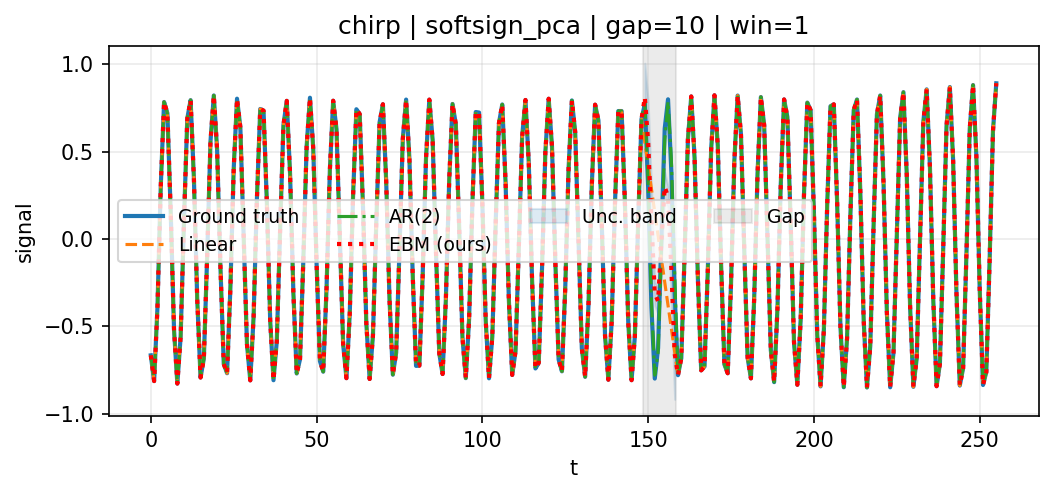 chirp | softsign_pca | gap=10 | win=1
1.0
0.5
0.0
−0.5
−1.0
signal
Ground truth AR(2) Unc. band Gap
Linear EBM (ours)
0 50 100 150 200 250
t